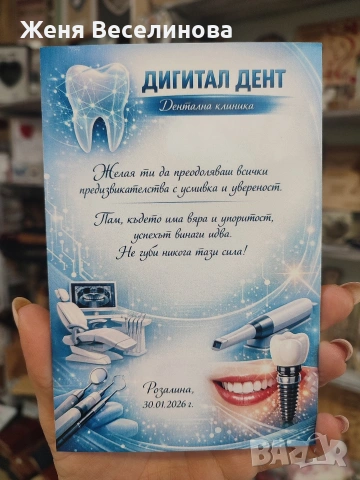 Женя Веселинова
ДИГИТАЛ ДЕНТ
Дентална клиника
Желая ти да преодоляваш всички
предизвикателства с усмивка и увереност.
Там, където има вяра и упоритост,
успехът винаги идва.
Не губи никога тази сила!
Розалина,
30.01.2026 г.
BAZAR